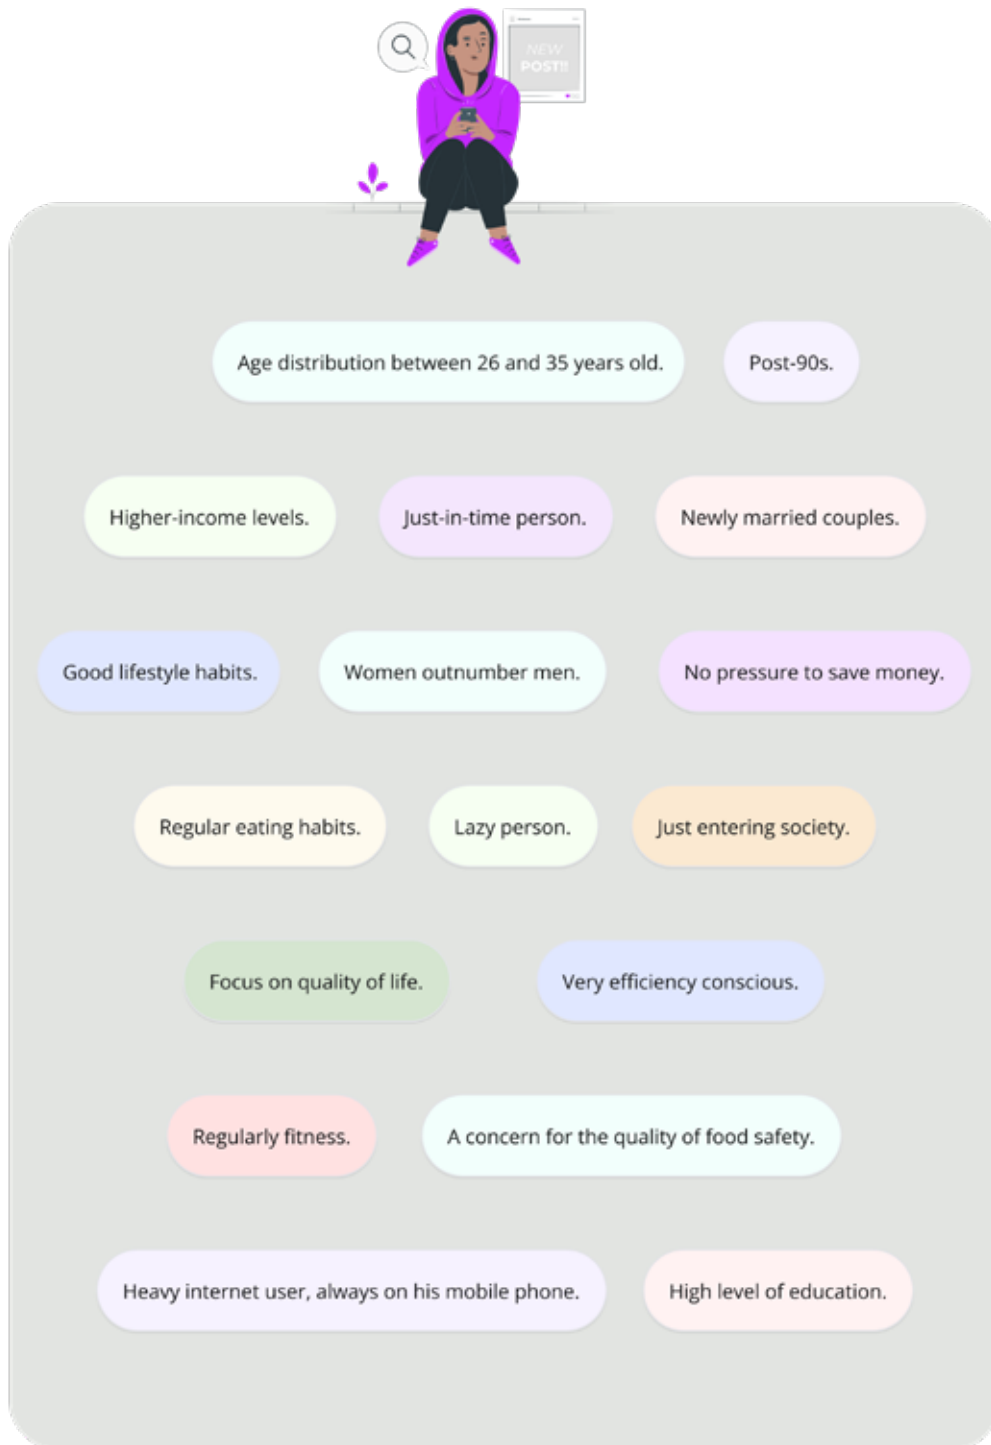 NEW
POST!!
Age distribution between 26 and 35 years old.
Post-90s.
Higher-income levels.
Just-in-time person.
Newly married couples.
Good lifestyle habits.
Women outnumber men.
No pressure to save money.
Regular eating habits.
Lazy person.
Just entering society.
Focus on quality of life.
Very efficiency conscious.
Regularly fitness.
A concern for the quality of food safety.
Heavy internet user, always on his mobile phone.
High level of education.